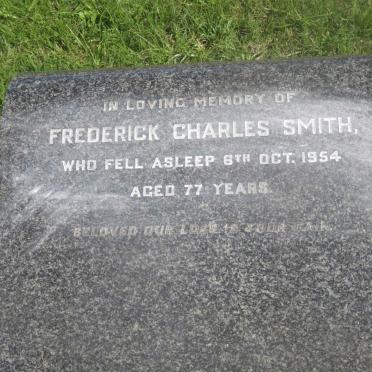 IN LOVING MEMORY OF
FREDERICK CHARLES SMITH,
WHO FELL ASLEEP 6TH OCT. 1954
AGED 77 YEARS.
BELOVED OUR LOSS IS YOUR